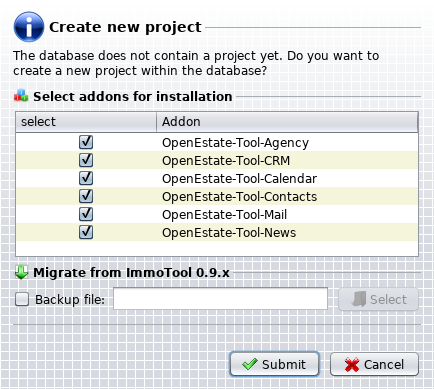 Create new project
The database does not contain a project yet. Do you want to
create a new project within the database?
Select addons for installation
select Addon
OpenEstate-Tool-Agency
OpenEstate-Tool-CRM
OpenEstate-Tool-Calendar
OpenEstate-Tool-Contacts
OpenEstate-Tool-Mail
OpenEstate-Tool-News
Migrate from ImmoTool 0.9.x
Backup file: Select
Submit Cancel